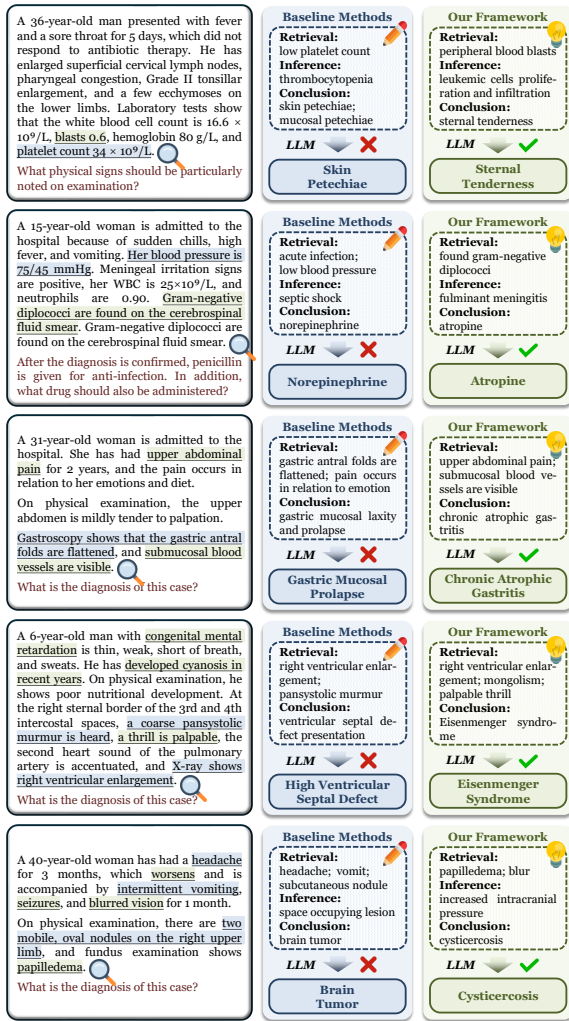 A 36-year-old man presented with fever
and a sore throat for 5 days, which did not
respond to antibiotic therapy. He has
enlarged superficial cervical lymph nodes,
pharyngeal congestion, Grade II tonsillar
enlargement, and a few ecchymoses on
the lower limbs. Laboratory tests show
that the white blood cell count is 16.6 ×
10⁹/L, blasts 0.6, hemoglobin 80 g/L, and
platelet count 34 × 10⁹/L.
What physical signs should be particularly
noted on examination?
Baseline Methods
Retrieval:
low platelet count
Inference:
thrombocytopenia
Conclusion:
skin petechiae;
mucosal petechiae
LLM
Skin
Petechiae
Our Framework
Retrieval:
peripheral blood blasts
Inference:
leukemic cells prolife-
ration and infiltration
Conclusion:
sternal tenderness
LLM
Sternal
Tenderness
A 15-year-old woman is admitted to the
hospital because of sudden chills, high
fever, and vomiting. Her blood pressure is
75/45 mmHg. Meningeal irritation signs
are positive, her WBC is 25×10⁹/L, and
neutrophils are 0.90. Gram-negative
diplococci are found on the cerebrospinal
fluid smear. Gram-negative diplococci are
found on the cerebrospinal fluid smear.
After the diagnosis is confirmed, penicillin
is given for anti-infection. In addition,
what drug should also be administered?
Baseline Methods
Retrieval:
acute infection;
low blood pressure
Inference:
septic shock
Conclusion:
norepinephrine
LLM
Norepinephrine
Our Framework
Retrieval:
found gram-negative
diplococci
Inference:
fulminant meningitis
Conclusion:
atropine
LLM
Atropine
A 31-year-old woman is admitted to the
hospital. She has had upper abdominal
pain for 2 years, and the pain occurs in
relation to her emotions and diet.
On physical examination, the upper
abdomen is mildly tender to palpation.
Gastroscopy shows that the gastric antral
folds are flattened, and submucosal blood
vessels are visible.
What is the diagnosis of this case?
Baseline Methods
Retrieval:
gastric antral folds are
flattened; pain occurs
in relation to emotion
Conclusion:
gastric mucosal laxity
and prolapse
LLM
Gastric Mucosal
Prolapse
Our Framework
Retrieval:
upper abdominal pain;
submucosal blood ve-
ssels are visible
Conclusion:
chronic atrophic gas-
tritis
LLM
Chronic Atrophic
Gastritis
A 6-year-old man with congenital mental
retardation is thin, weak, short of breath,
and sweats. He has developed cyanosis in
recent years. On physical examination, he
shows poor nutritional development. At
the right sternal border of the 3rd and 4th
intercostal spaces, a coarse pansystolic
murmur is heard, a thrill is palpable, the
second heart sound of the pulmonary
artery is accentuated, and X-ray shows
right ventricular enlargement.
What is the diagnosis of this case?
Baseline Methods
Retrieval:
right ventricular enlar-
gement;
pansystolic murmur
Conclusion:
ventricular septal de-
fect presentation
LLM
High Ventricular
Septal Defect
Our Framework
Retrieval:
right ventricular enlar-
gement; mongolism;
palpable thrill
Conclusion:
Eisenmenger syndro-
me
LLM
Eisenmenger
Syndrome
A 40-year-old woman has had a headache
for 3 months, which worsens and is
accompanied by intermittent vomiting,
seizures, and blurred vision for 1 month.
On physical examination, there are two
mobile, oval nodules on the right upper
limb, and fundus examination shows
papilledema.
What is the diagnosis of this case?
Baseline Methods
Retrieval:
headache; vomit;
subcutaneous nodule
Inference:
space occupying lesion
Conclusion:
brain tumor
LLM
Brain
Tumor
Our Framework
Retrieval:
papilledema; blur
Inference:
increased intracranial
pressure
Conclusion:
cysticercosis
LLM
Cysticercosis